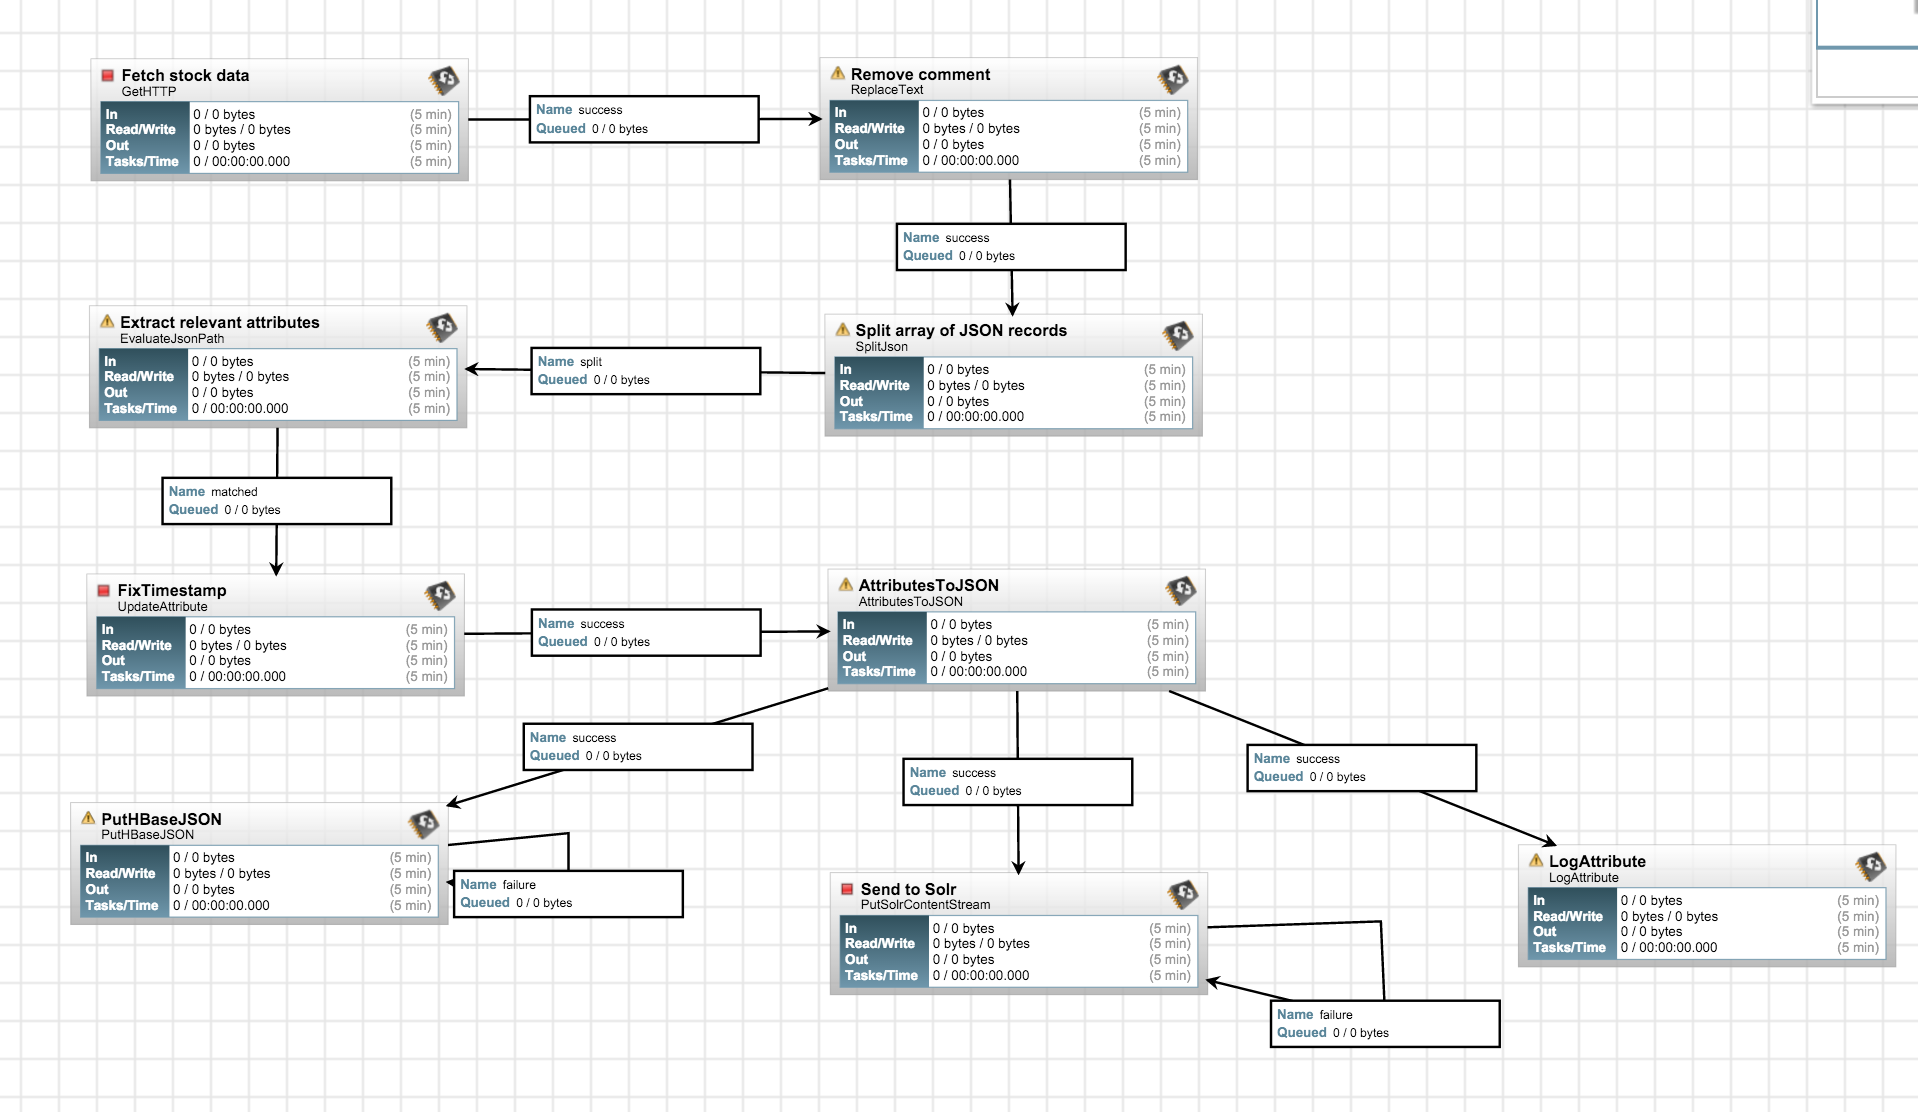 Fetch stock data
GetHTTP
In 0 / 0 bytes (5 min)
Read/Write 0 bytes / 0 bytes (5 min)
Out 0 / 0 bytes (5 min)
Tasks/Time 0 / 00:00:00.000 (5 min)
Name success
Queued 0 / 0 bytes
Remove comment
ReplaceText
In 0 / 0 bytes (5 min)
Read/Write 0 bytes / 0 bytes (5 min)
Out 0 / 0 bytes (5 min)
Tasks/Time 0 / 00:00:00.000 (5 min)
Name success
Queued 0 / 0 bytes
Split array of JSON records
SplitJson
In 0 / 0 bytes (5 min)
Read/Write 0 bytes / 0 bytes (5 min)
Out 0 / 0 bytes (5 min)
Tasks/Time 0 / 00:00:00.000 (5 min)
Name split
Queued 0 / 0 bytes
Extract relevant attributes
EvaluateJsonPath
In 0 / 0 bytes (5 min)
Read/Write 0 bytes / 0 bytes (5 min)
Out 0 / 0 bytes (5 min)
Tasks/Time 0 / 00:00:00.000 (5 min)
Name matched
Queued 0 / 0 bytes
FixTimestamp
UpdateAttribute
In 0 / 0 bytes (5 min)
Read/Write 0 bytes / 0 bytes (5 min)
Out 0 / 0 bytes (5 min)
Tasks/Time 0 / 00:00:00.000 (5 min)
Name success
Queued 0 / 0 bytes
AttributesToJSON
AttributesToJSON
In 0 / 0 bytes (5 min)
Read/Write 0 bytes / 0 bytes (5 min)
Out 0 / 0 bytes (5 min)
Tasks/Time 0 / 00:00:00.000 (5 min)
Name success
Queued 0 / 0 bytes
Name success
Queued 0 / 0 bytes
Name success
Queued 0 / 0 bytes
PutHBaseJSON
PutHBaseJSON
In 0 / 0 bytes (5 min)
Read/Write 0 bytes / 0 bytes (5 min)
Out 0 / 0 bytes (5 min)
Tasks/Time 0 / 00:00:00.000 (5 min)
Name failure
Queued 0 / 0 bytes
Send to Solr
PutSolrContentStream
In 0 / 0 bytes (5 min)
Read/Write 0 bytes / 0 bytes (5 min)
Out 0 / 0 bytes (5 min)
Tasks/Time 0 / 00:00:00.000 (5 min)
Name failure
Queued 0 / 0 bytes
LogAttribute
LogAttribute
In 0 / 0 bytes (5 min)
Read/Write 0 bytes / 0 bytes (5 min)
Out 0 / 0 bytes (5 min)
Tasks/Time 0 / 00:00:00.000 (5 min)